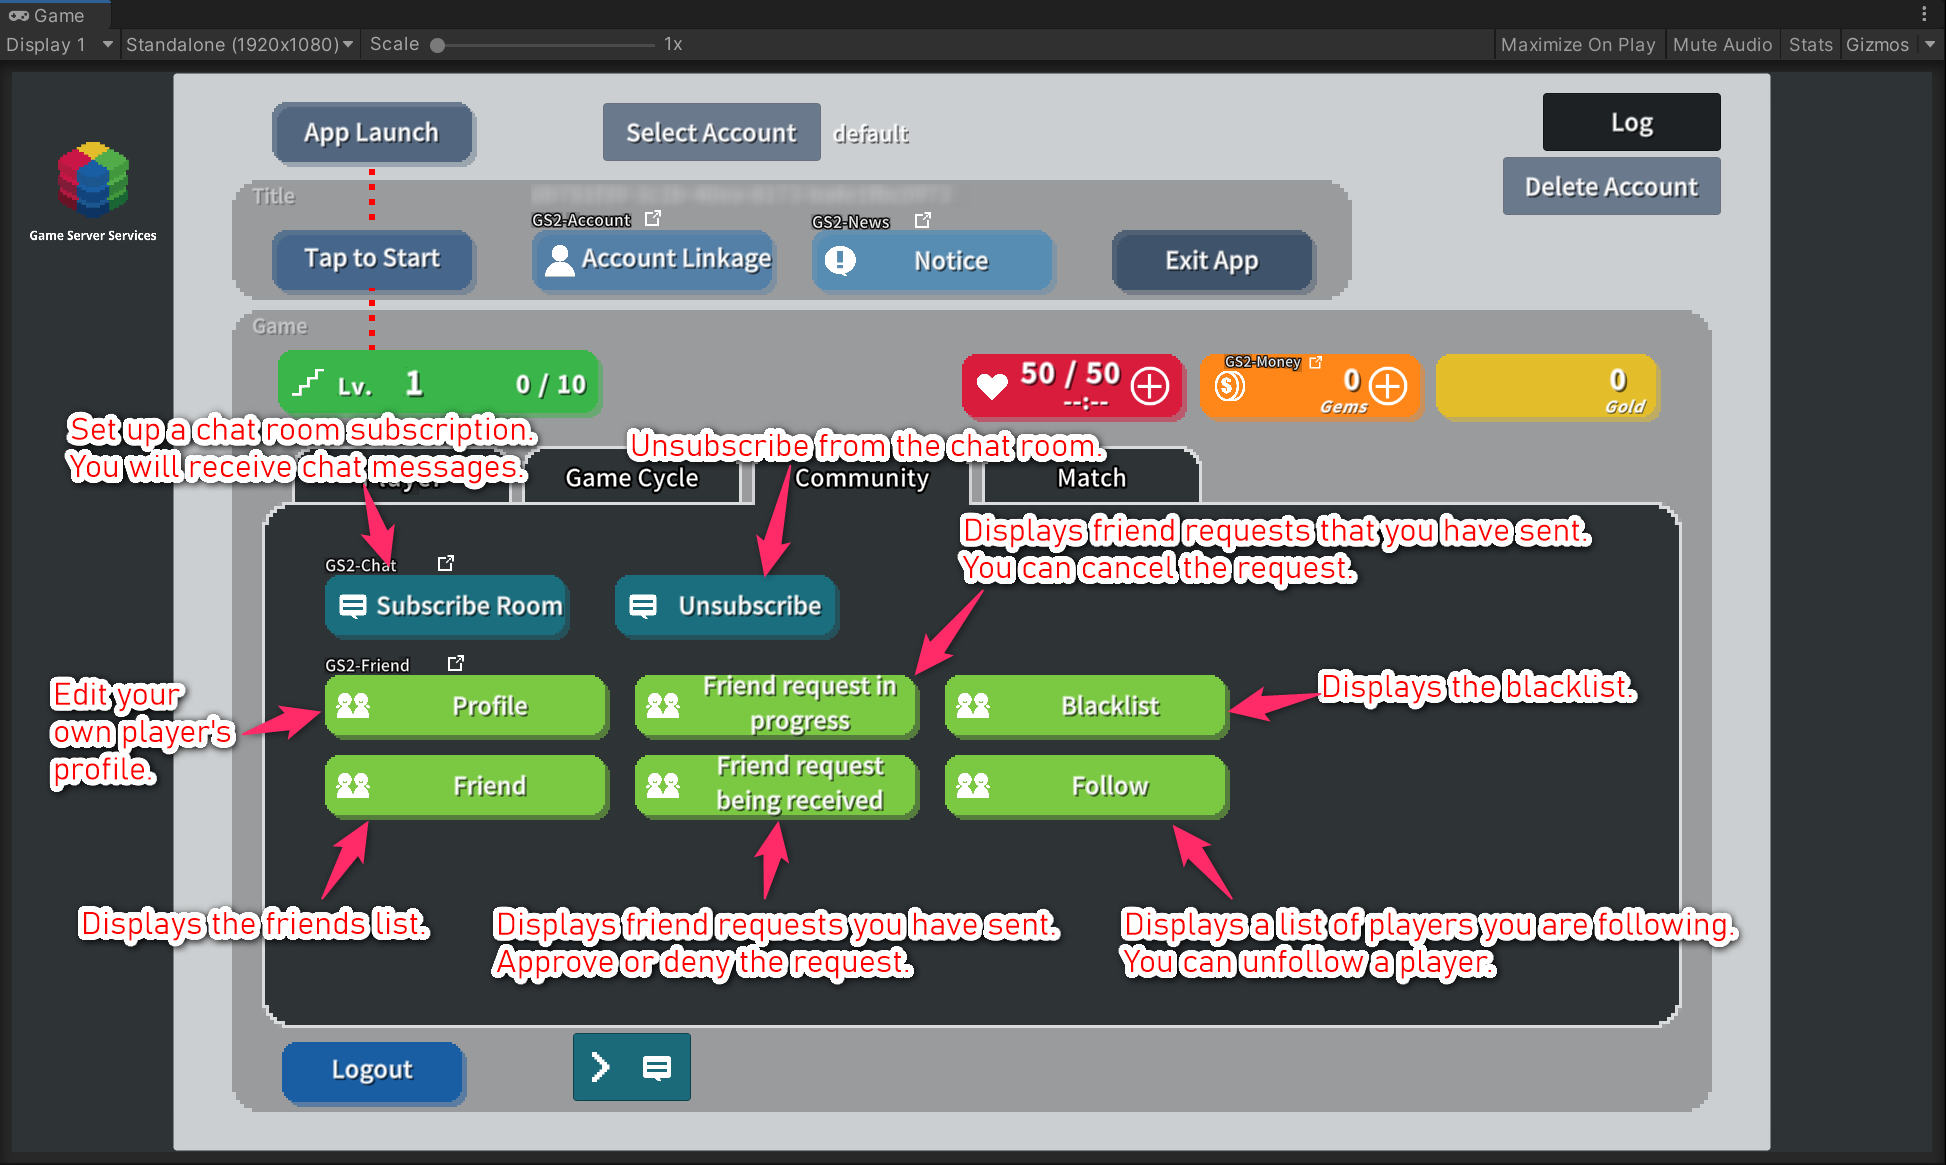 Game
Display 1
Standalone (1920x1080)
Scale
1x
Maximize On Play
Mute Audio
Stats
Gizmos
App Launch
Select Account
default
Log
Delete Account
Game Server Services
Title
GS2-Account
GS2-News
Tap to Start
Account Linkage
Notice
Exit App
Game
Lv. 1 0 / 10
50 / 50
--:--
GS2-Money
0
Gems
0
Gold
Set up a chat room subscription.
You will receive chat messages.
Unsubscribe from the chat room.
Game Cycle
Community
Match
Displays friend requests that you have sent.
You can cancel the request.
GS2-Chat
Subscribe Room
Unsubscribe
GS2-Friend
Edit your
own player's
profile.
Profile
Friend request in
progress
Blacklist
Displays the blacklist.
Friend
Friend request
being received
Follow
Displays the friends list.
Displays friend requests you have sent.
Approve or deny the request.
Displays a list of players you are following.
You can unfollow a player.
Logout